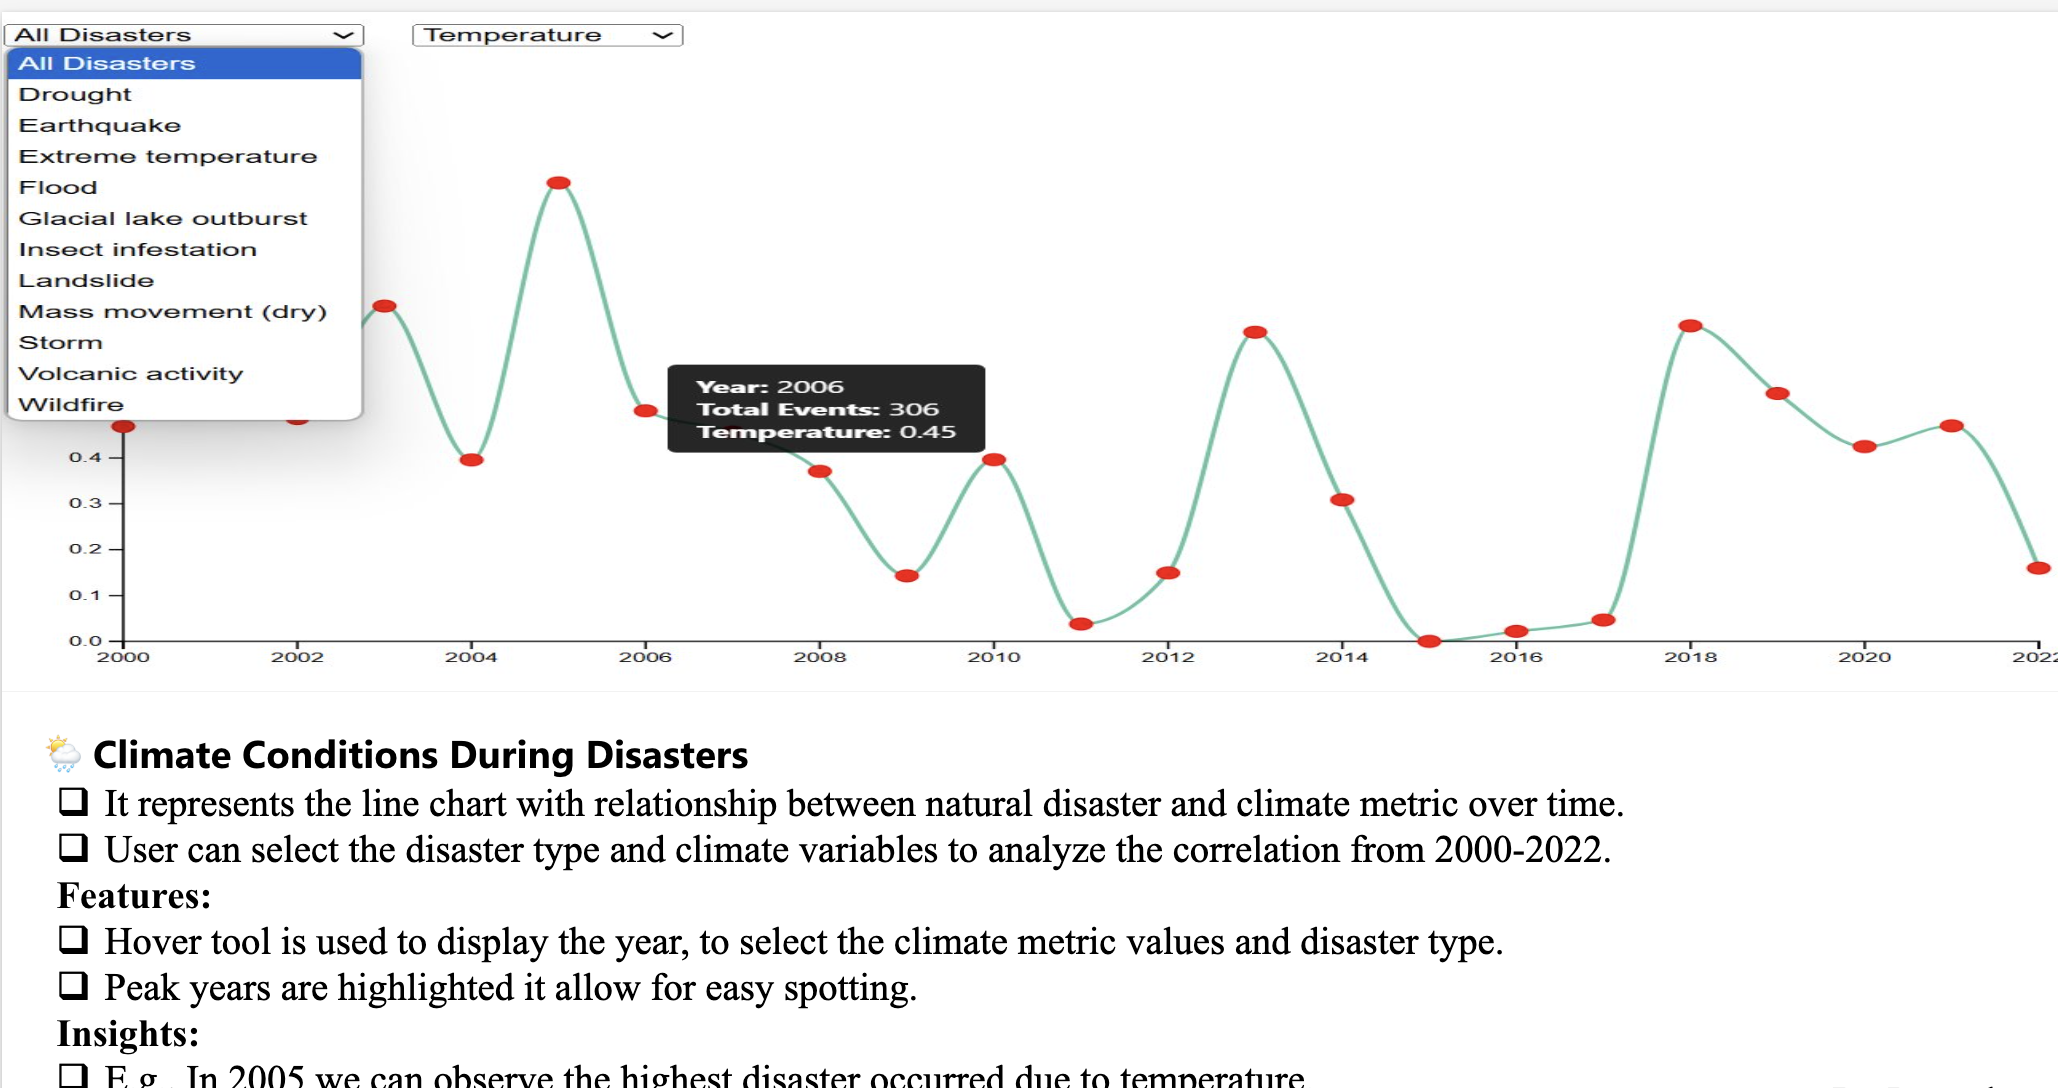 All Disasters
Temperature
All Disasters
Drought
Earthquake
Extreme temperature
Flood
Glacial lake outburst
Insect infestation
Landslide
Mass movement (dry)
Storm
Volcanic activity
Wildfire
Year: 2006
Total Events: 306
Temperature: 0.45
0.4
0.3
0.2
0.1
0.0
2000 2002 2004 2006 2008 2010 2012 2014 2016 2018 2020 2022
Climate Conditions During Disasters
It represents the line chart with relationship between natural disaster and climate metric over time.
User can select the disaster type and climate variables to analyze the correlation from 2000-2022.
Features:
Hover tool is used to display the year, to select the climate metric values and disaster type.
Peak years are highlighted it allow for easy spotting.
Insights:
E.g., In 2005 we can observe the highest disaster occurred due to temperature